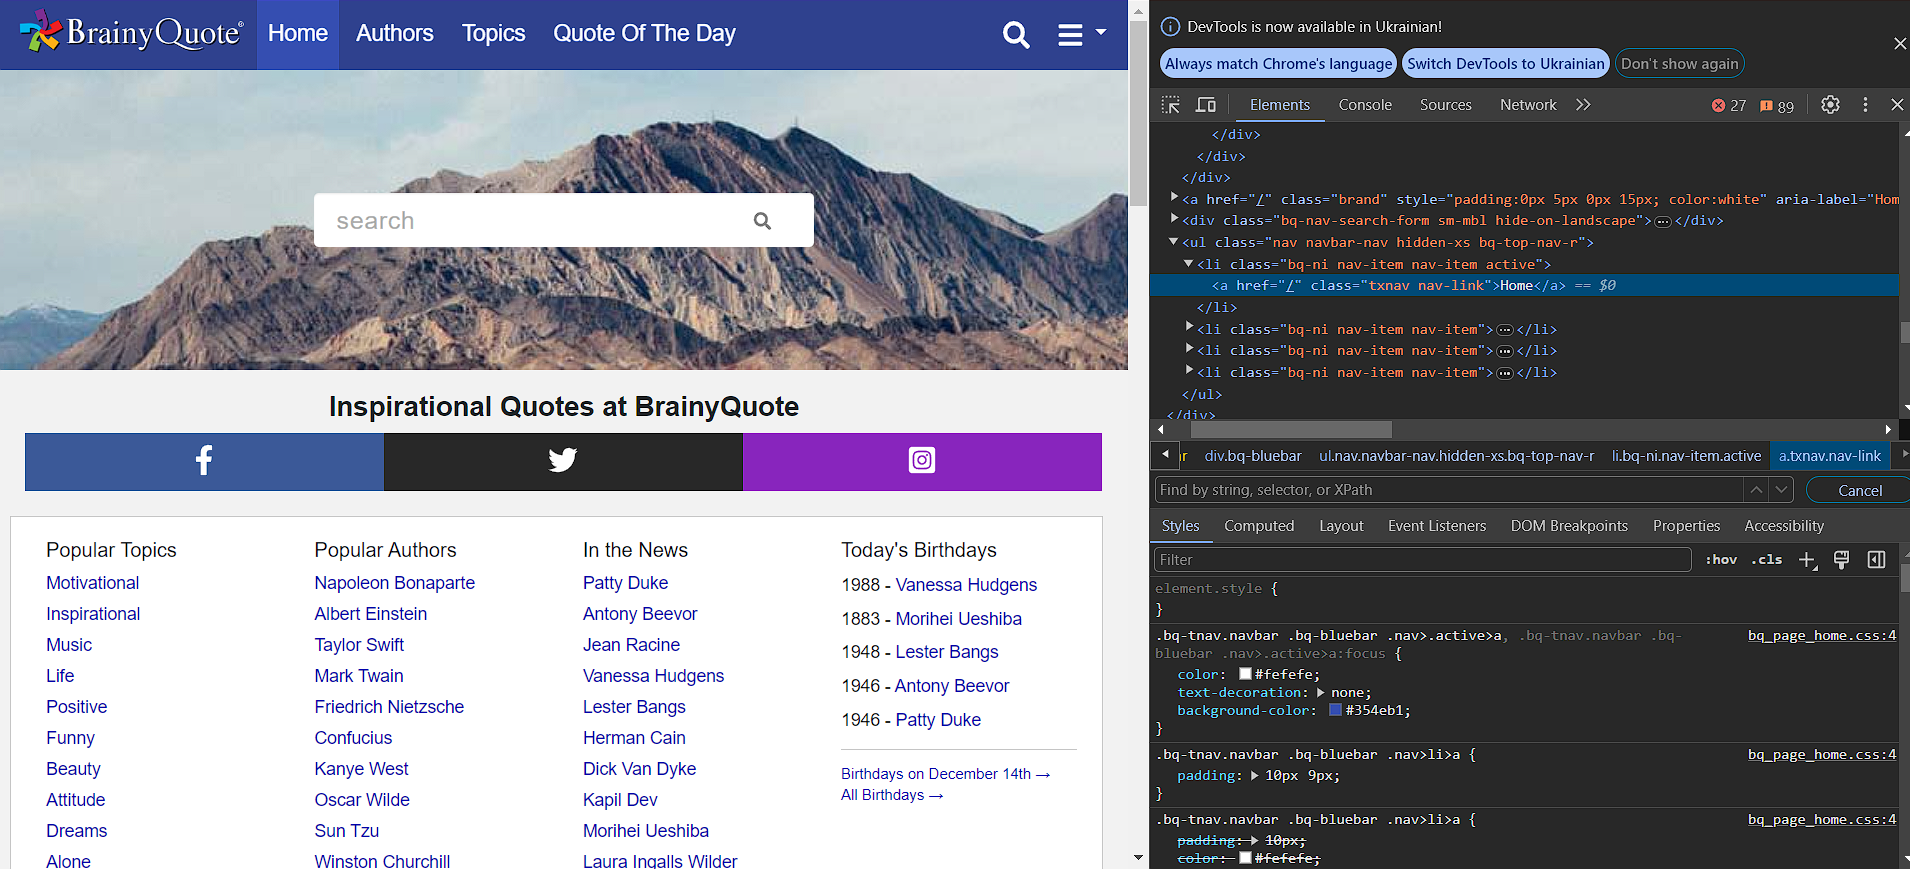 BrainyQuote®
Home
Authors
Topics
Quote Of The Day
search
Inspirational Quotes at BrainyQuote
Popular Topics
Motivational
Inspirational
Music
Life
Positive
Funny
Beauty
Attitude
Dreams
Alone
Popular Authors
Napoleon Bonaparte
Albert Einstein
Taylor Swift
Mark Twain
Friedrich Nietzsche
Confucius
Kanye West
Oscar Wilde
Sun Tzu
Winston Churchill
In the News
Patty Duke
Antony Beevor
Jean Racine
Vanessa Hudgens
Lester Bangs
Herman Cain
Dick Van Dyke
Kapil Dev
Morihei Ueshiba
Laura Ingalls Wilder
Today's Birthdays
1988 - Vanessa Hudgens
1883 - Morihei Ueshiba
1948 - Lester Bangs
1946 - Antony Beevor
1946 - Patty Duke
Birthdays on December 14th →
All Birthdays →
DevTools is now available in Ukrainian!
Always match Chrome's language
Switch DevTools to Ukrainian
Don't show again
Elements
Console
Sources
Network
27
89
</div>
</div>
</div>
<a href="/" class="brand" style="padding:0px 5px 0px 15px; color:white" aria-label="Hom
<div class="bq-nav-search-form sm-mbl hide-on-landscape">…</div>
<ul class="nav navbar-nav hidden-xs bq-top-nav-r">
<li class="bq-ni nav-item nav-item active">
<a href="/" class="txnav nav-link">Home</a> == $0
</li>
<li class="bq-ni nav-item nav-item">…</li>
<li class="bq-ni nav-item nav-item">…</li>
<li class="bq-ni nav-item nav-item">…</li>
</ul>
</div>
ar
div.bq-bluebar
ul.nav.navbar-nav.hidden-xs.bq-top-nav-r
li.bq-ni.nav-item.active
a.txnav.nav-link
Find by string, selector, or XPath
Cancel
Styles
Computed
Layout
Event Listeners
DOM Breakpoints
Properties
Accessibility
Filter
:hov
.cls
element.style {
}
.bq-tnav.navbar .bq-bluebar .nav>.active>a, .bq-tnav.navbar .bq-
bluebar .nav>.active>a:focus {
bq_page_home.css:4
color: #fefefe;
text-decoration: none;
background-color: #354eb1;
}
.bq-tnav.navbar .bq-bluebar .nav>li>a {
bq_page_home.css:4
padding: 10px 9px;
}
.bq-tnav.navbar .bq-bluebar .nav>li>a {
bq_page_home.css:4
padding: 10px;
color: #fefefe;